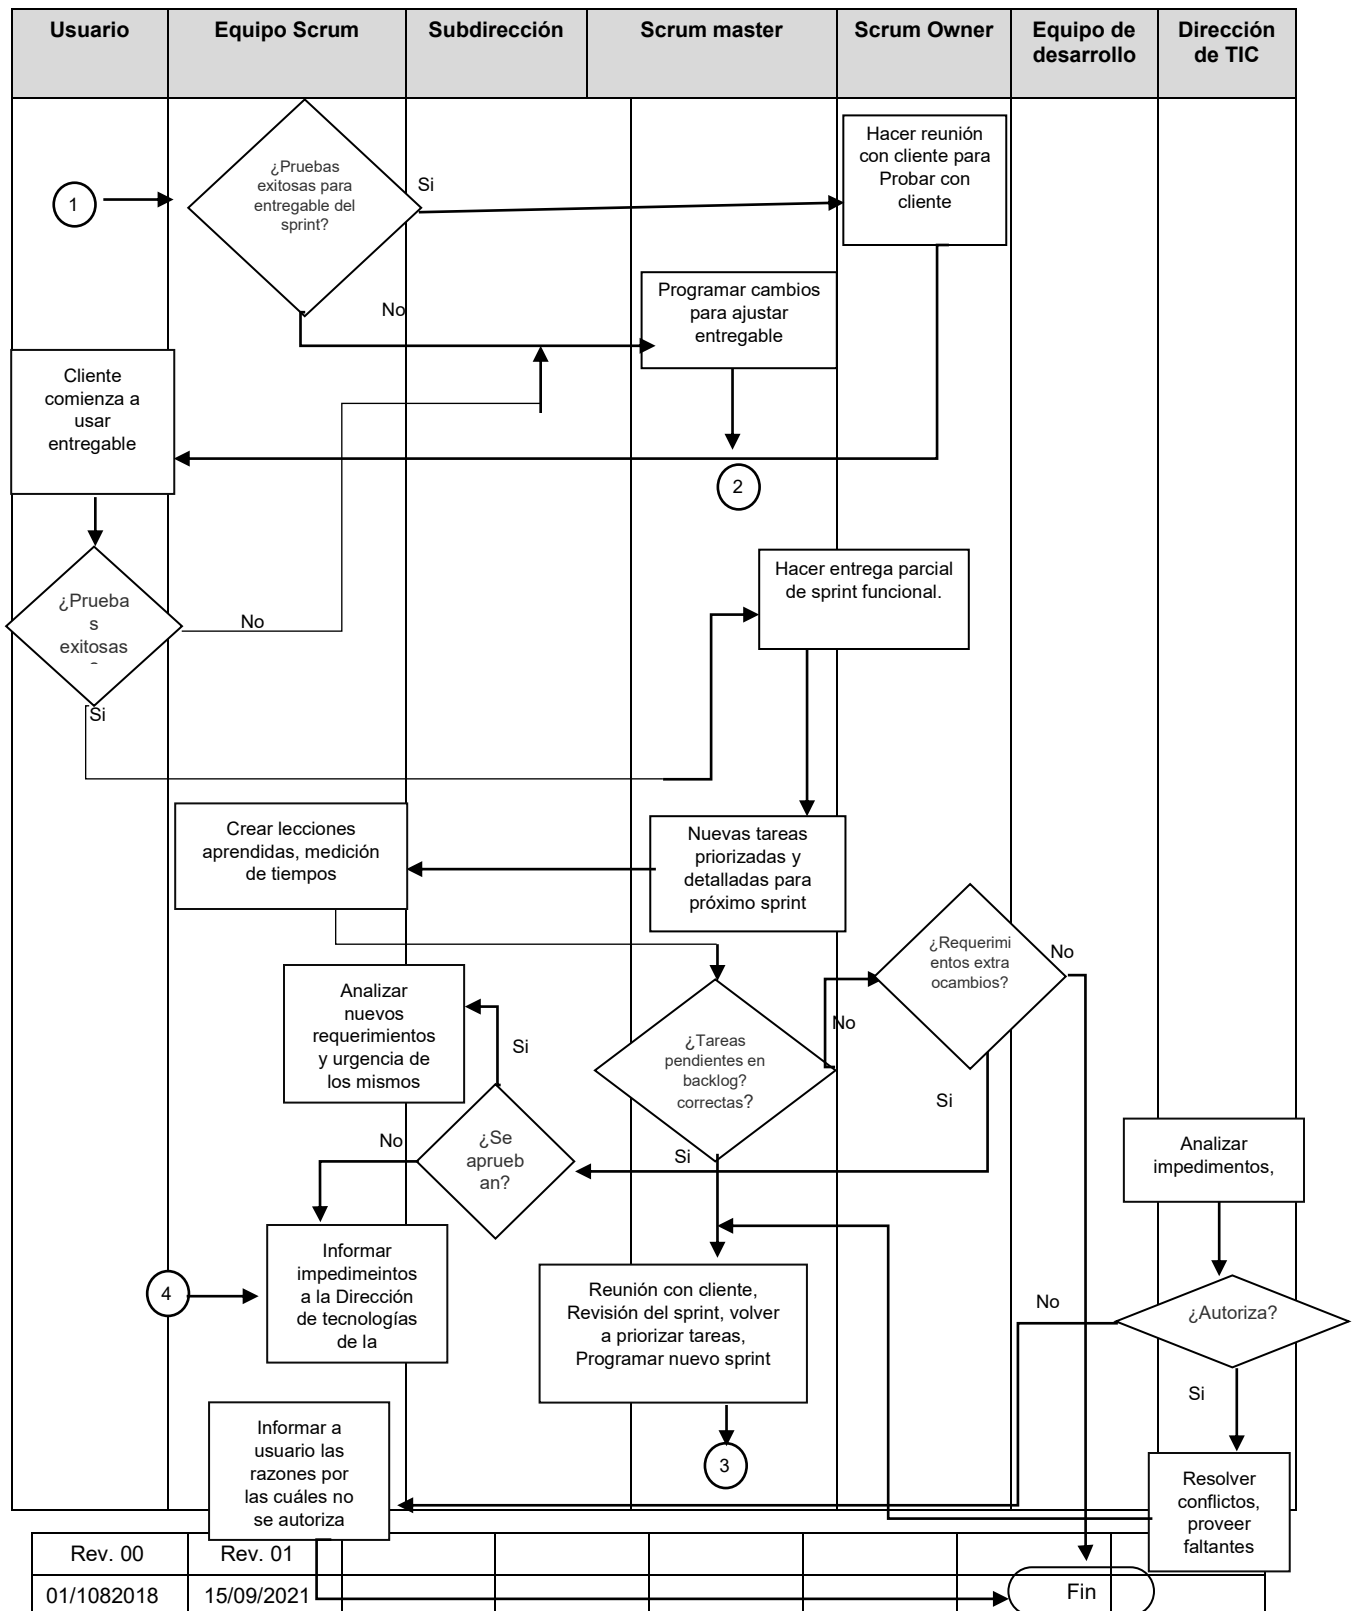 Usuario
Equipo Scrum
Subdirección
Scrum master
Scrum Owner
Equipo de
desarrollo
Dirección
de TIC
1
¿Pruebas
exitosas para
entregable del
sprint?
Si
Hacer reunión
con cliente para
Probar con
cliente
No
Programar cambios
para ajustar
entregable
Cliente
comienza a
usar
entregable
2
¿Prueba
s
exitosas
No
Si
Hacer entrega parcial
de sprint funcional.
Crear lecciones
aprendidas, medición
de tiempos
Nuevas tareas
priorizadas y
detalladas para
próximo sprint
¿Requerimi
entos extra
ocambios?
No
Analizar
nuevos
requerimientos
y urgencia de
los mismos
Si
¿Tareas
pendientes en
backlog?
correctas?
No
Si
No
¿Se
aprueb
an?
Si
Analizar
impedimentos,
4
Informar
impedimeintos
a la Dirección
de tecnologías
de la
Reunión con cliente,
Revisión del sprint, volver
a priorizar tareas,
Programar nuevo sprint
No
¿Autoriza?
Si
Informar a
usuario las
razones por
las cuáles no
se autoriza
3
Resolver
conflictos,
proveer
faltantes
Rev. 00
Rev. 01
01/1082018
15/09/2021
Fin